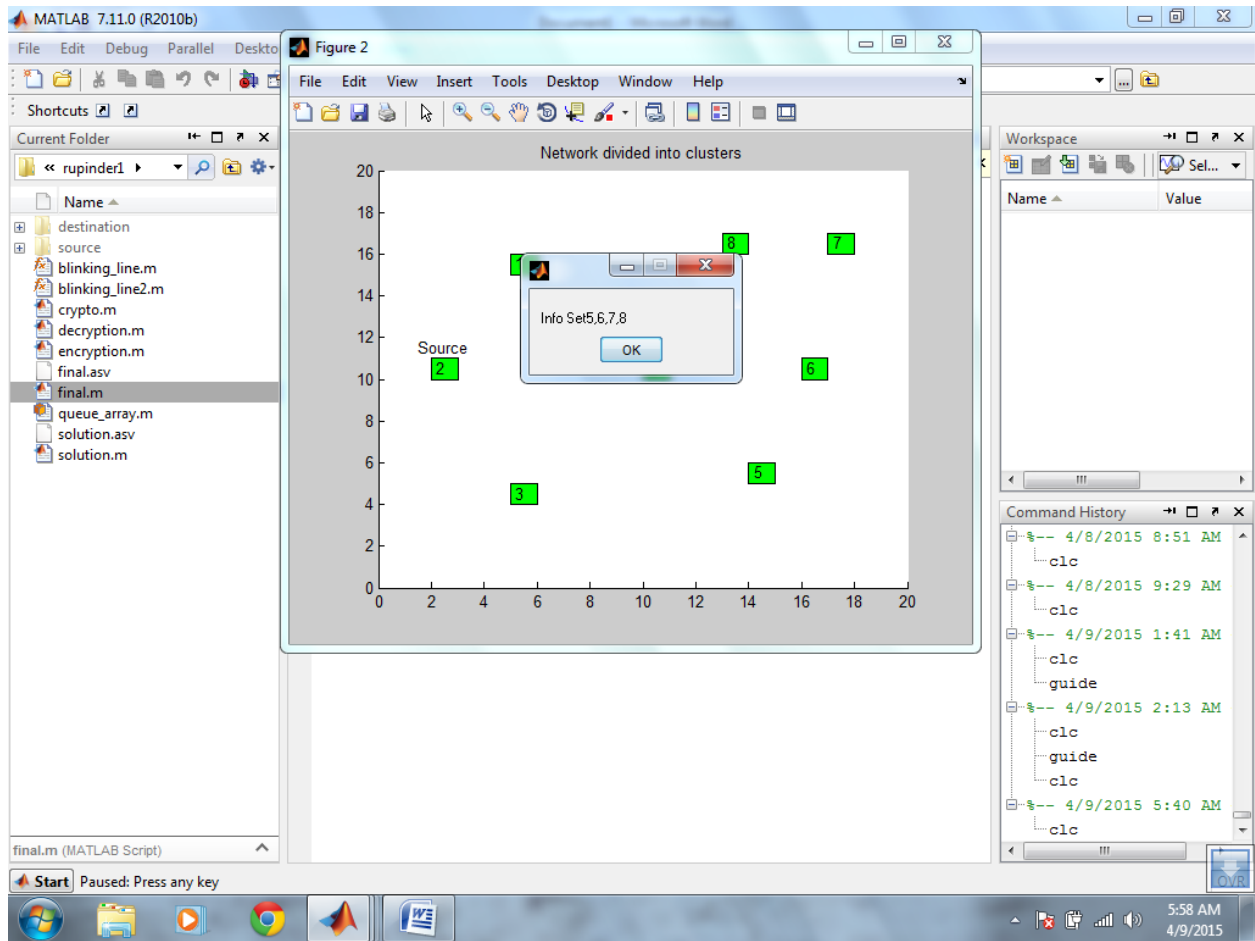 MATLAB 7.11.0 (R2010b)
File Edit Debug Parallel Deskto
Shortcuts
Current Folder
« rupinder1
Name
destination
source
blinking_line.m
blinking_line2.m
crypto.m
decryption.m
encryption.m
final.asv
final.m
queue_array.m
solution.asv
solution.m
final.m (MATLAB Script)
Start Paused: Press any key
Figure 2
File Edit View Insert Tools Desktop Window Help
Network divided into clusters
20
18
16
14
12
10
8
6
4
2
0
0 2 4 6 8 10 12 14 16 18 20
1
8
7
Source
2
6
5
3
Info Set5,6,7,8
OK
Workspace
Sel...
Name Value
Command History
%-- 4/8/2015 8:51 AM
clc
%-- 4/8/2015 9:29 AM
clc
%-- 4/9/2015 1:41 AM
clc
guide
%-- 4/9/2015 2:13 AM
clc
guide
clc
%-- 4/9/2015 5:40 AM
clc
OVR
5:58 AM
4/9/2015